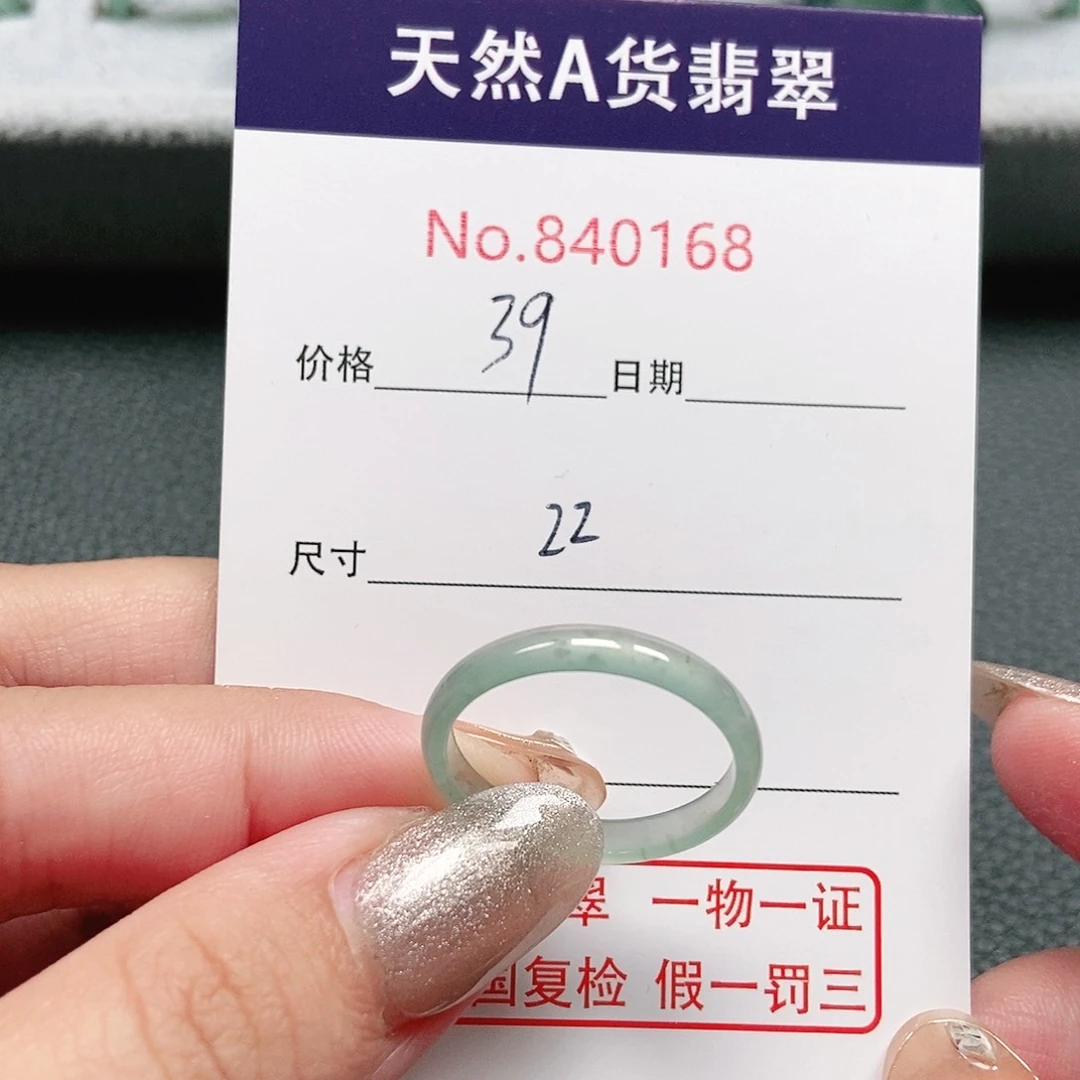 天然A货翡翠
No.840168
价格 39 日期
尺寸 22
翠 一物一证
国复检 假一罚三